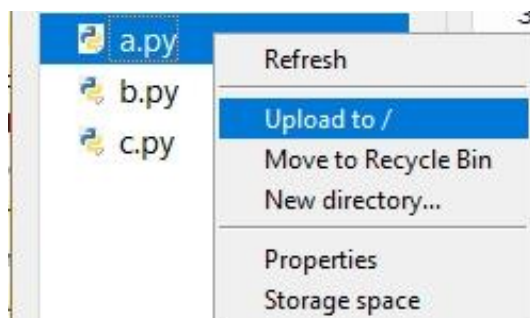 a.py
b.py
c.py
Refresh
Upload to /
Move to Recycle Bin
New directory...
Properties
Storage space